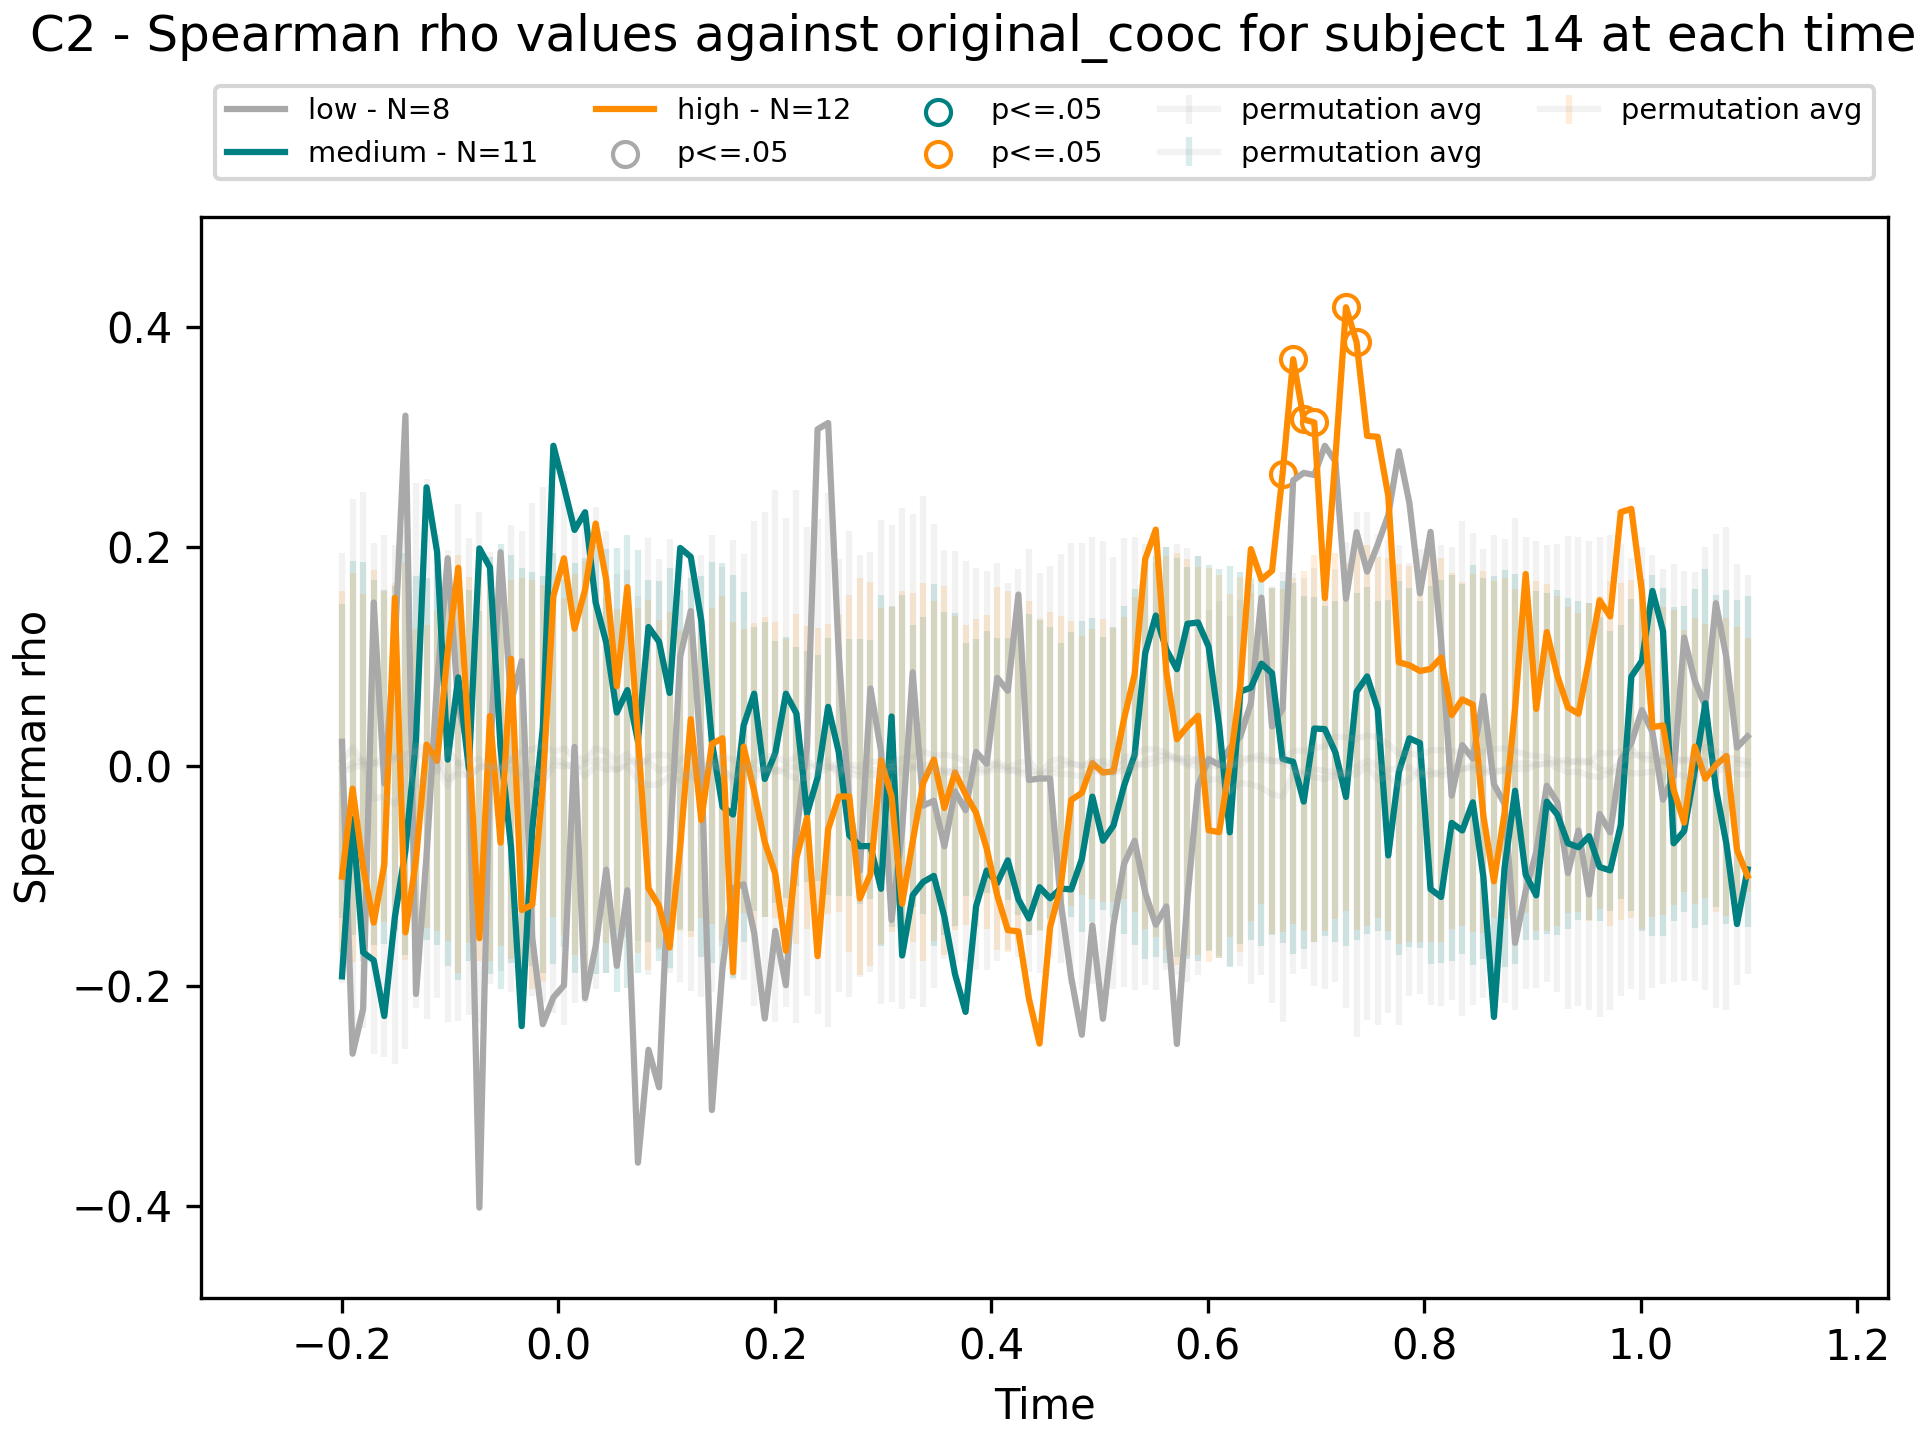 C2 - Spearman rho values against original_cooc for subject 14 at each time
low - N=8
medium - N=11
high - N=12
p<=.05
p<=.05
p<=.05
permutation avg
permutation avg
permutation avg
Spearman rho
0.4
0.2
0.0
−0.2
−0.4
−0.2 0.0 0.2 0.4 0.6 0.8 1.0 1.2
Time